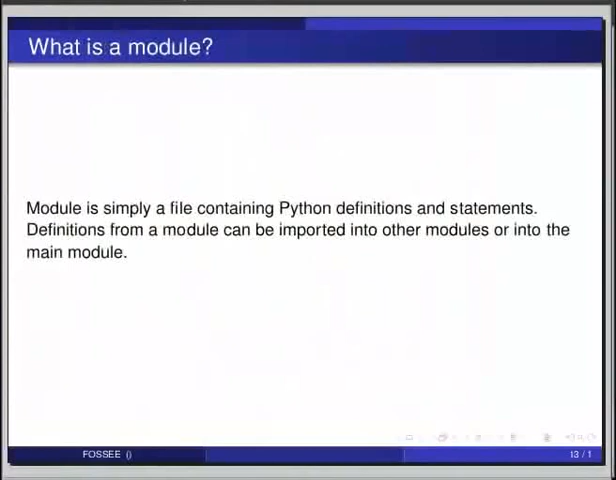 What is a module?
Module is simply a file containing Python definitions and statements.
Definitions from a module can be imported into other modules or into the
main module.
FOSSEE ()
13 / 1